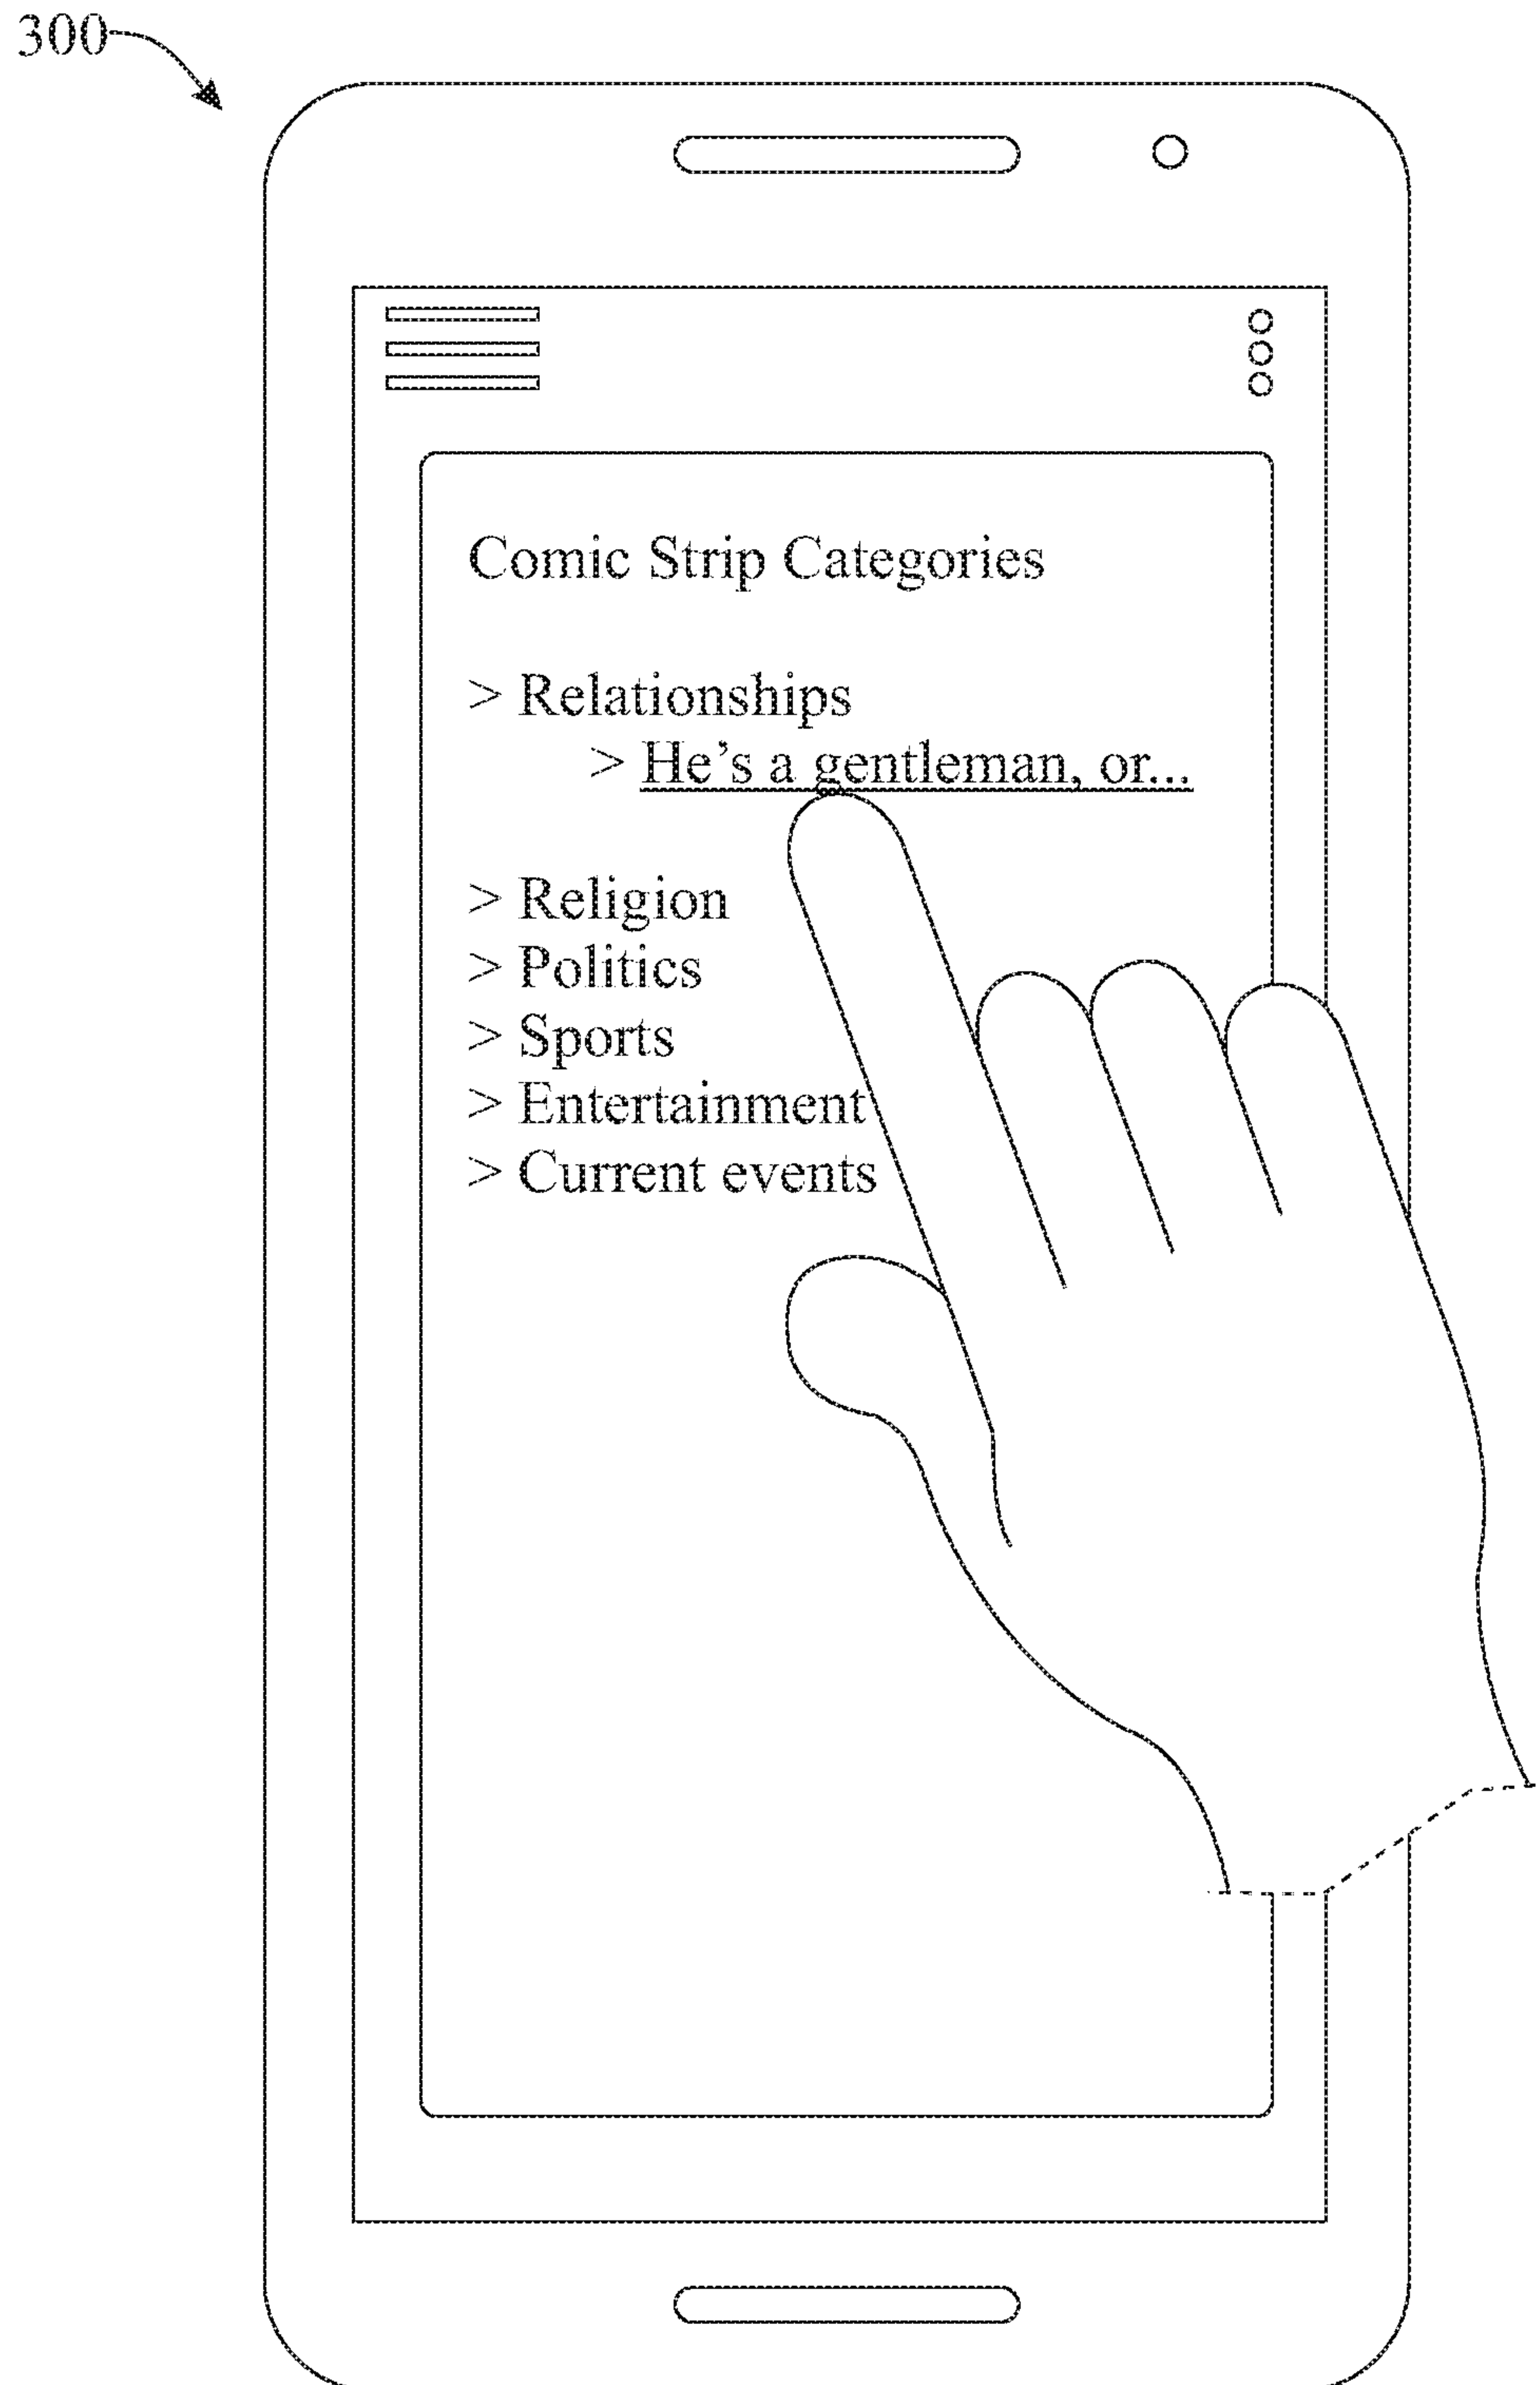 300
Comic Strip Categories
> Relationships
> He’s a gentleman, or...
> Religion
> Politics
> Sports
> Entertainment
> Current events